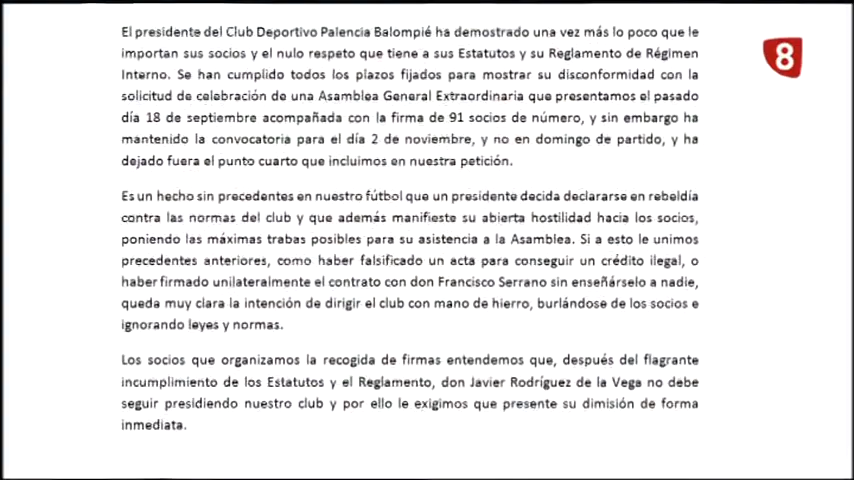 El presidente del Club Deportivo Palencia Balompié ha demostrado una vez más lo poco que le
importan sus socios y el nulo respeto que tiene a sus Estatutos y su Reglamento de Régimen
Interno. Se han cumplido todos los plazos fijados para mostrar su disconformidad con la
solicitud de celebración de una Asamblea General Extraordinaria que presentamos el pasado
día 18 de septiembre acompañada con la firma de 91 socios de número, y sin embargo ha
mantenido la convocatoria para el día 2 de noviembre, y no en domingo de partido, y ha
dejado fuera el punto cuarto que incluimos en nuestra petición.
Es un hecho sin precedentes en nuestro fútbol que un presidente decida declararse en rebeldía
contra las normas del club y que además manifieste su abierta hostilidad hacia los socios,
poniendo las máximas trabas posibles para su asistencia a la Asamblea. Si a esto le unimos
precedentes anteriores, como haber falsificado un acta para conseguir un crédito ilegal, o
haber firmado unilateralmente el contrato con don Francisco Serrano sin enseñárselo a nadie,
queda muy clara la intención de dirigir el club con mano de hierro, burlándose de los socios e
ignorando leyes y normas.
Los socios que organizamos la recogida de firmas entendemos que, después del flagrante
incumplimiento de los Estatutos y el Reglamento, don Javier Rodríguez de la Vega no debe
seguir presidiendo nuestro club y por ello le exigimos que presente su dimisión de forma
inmediata.
8